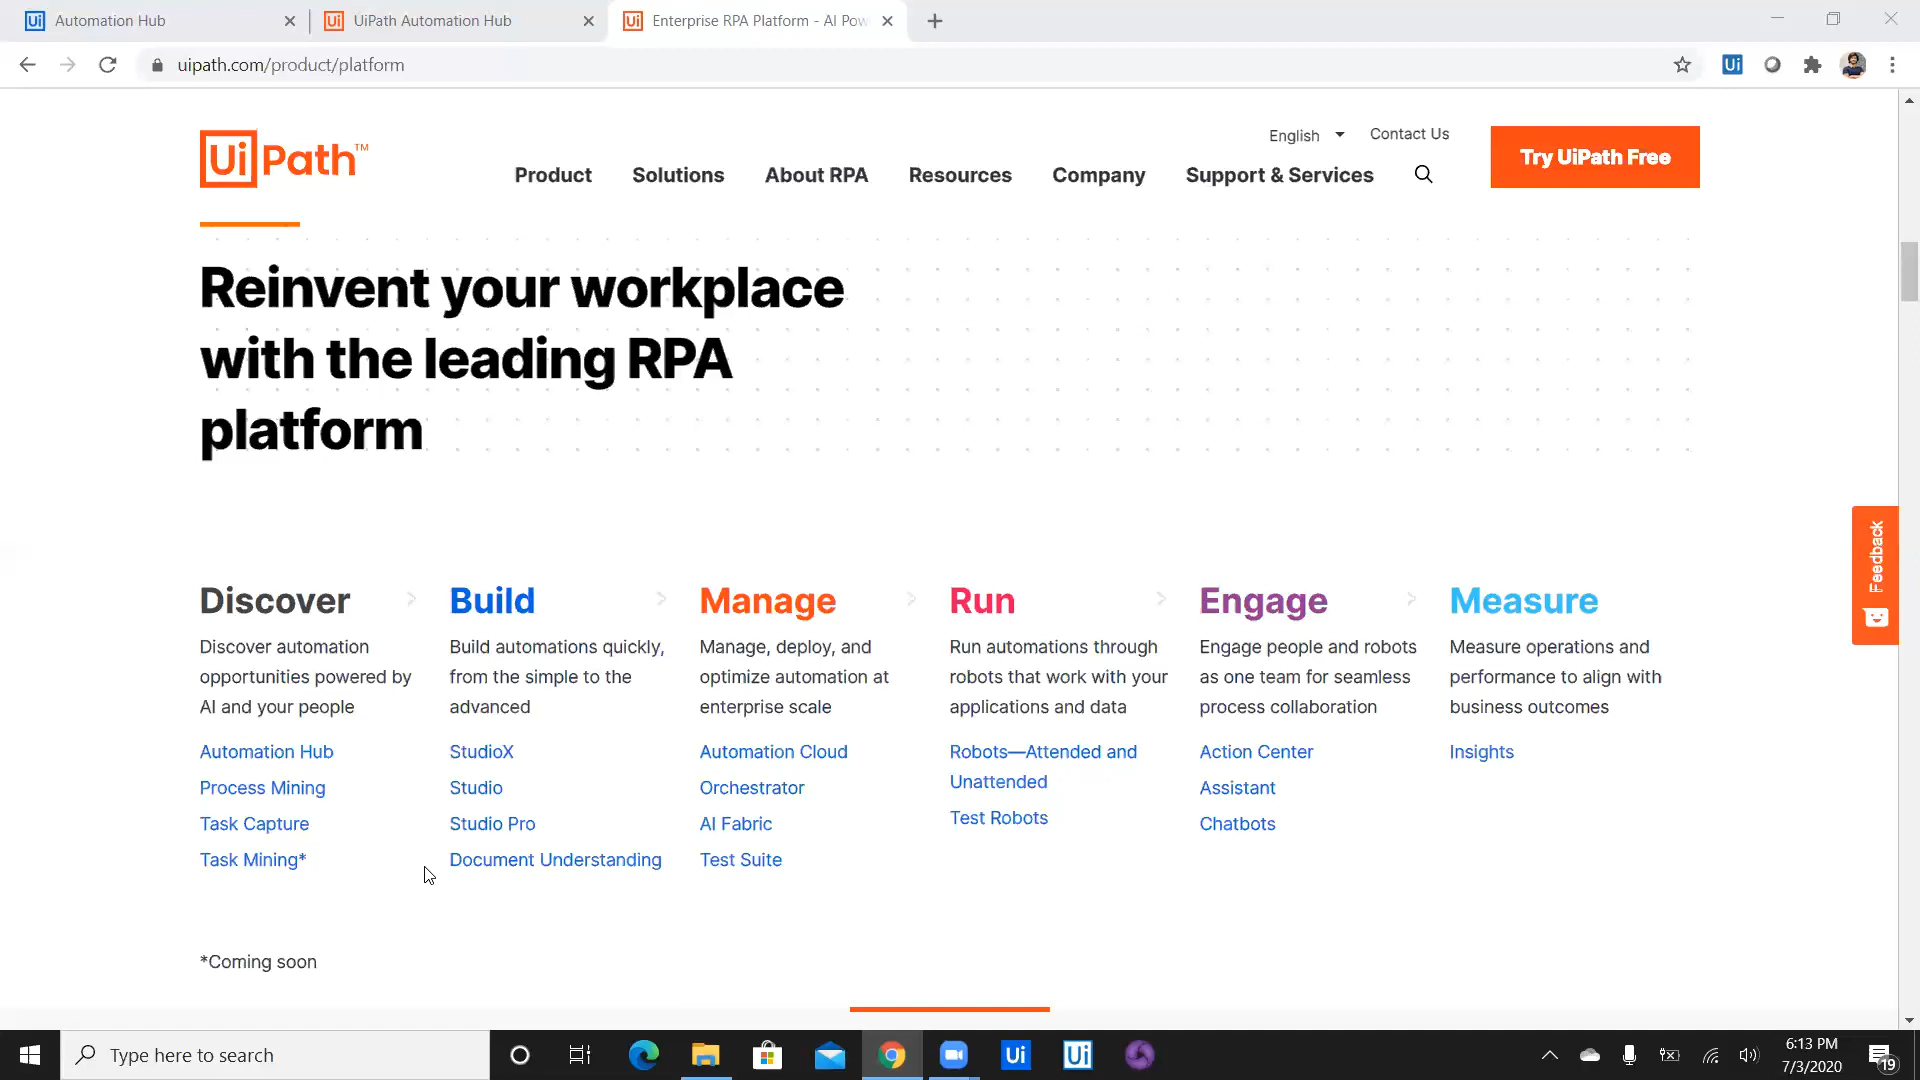 Automation Hub
UiPath Automation Hub
Enterprise RPA Platform - AI Pow
uipath.com/product/platform
Ui
UiPath™
English
Contact Us
Try UiPath Free
Product
Solutions
About RPA
Resources
Company
Support & Services
Reinvent your workplace
with the leading RPA
platform
Feedback
Discover
Discover automation
opportunities powered by
AI and your people
Automation Hub
Process Mining
Task Capture
Task Mining*
Build
Build automations quickly,
from the simple to the
advanced
StudioX
Studio
Studio Pro
Document Understanding
Manage
Manage, deploy, and
optimize automation at
enterprise scale
Automation Cloud
Orchestrator
AI Fabric
Test Suite
Run
Run automations through
robots that work with your
applications and data
Robots—Attended and
Unattended
Test Robots
Engage
Engage people and robots
as one team for seamless
process collaboration
Action Center
Assistant
Chatbots
Measure
Measure operations and
performance to align with
business outcomes
Insights
*Coming soon
Type here to search
Ui
Ui
6:13 PM
7/3/2020
19